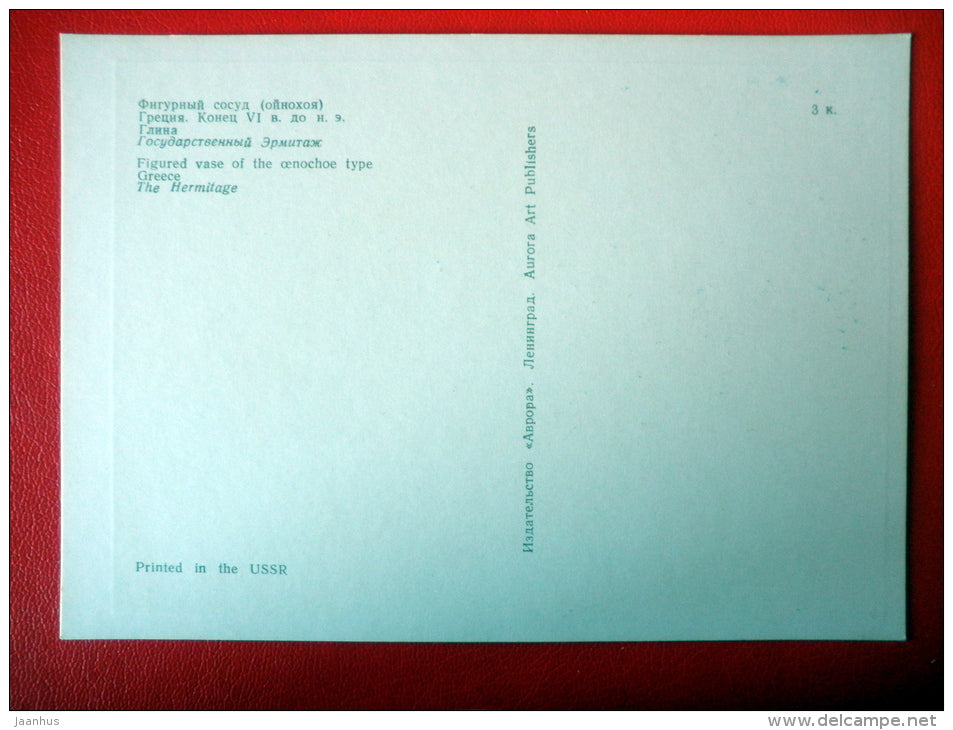 Фигурный сосуд (ойнохоя)
Греция. Конец VI в. до н. э.
Глина
Государственный Эрмитаж
Figured vase of the œnochoe type
Greece
The Hermitage
Printed in the USSR
Издательство «Аврора». Ленинград. Aurora Art Publishers
3 к.
jaanhus
www.delcampe.net